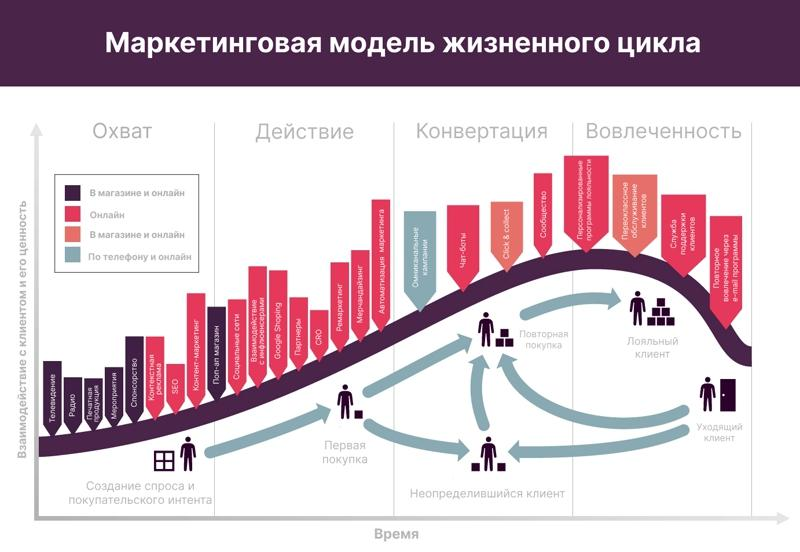 Маркетинговая модель жизненного цикла
Охват
Действие
Конвертация
Вовлеченность
В магазине и онлайн
Онлайн
В магазине и онлайн
По телефону и онлайн
Взаимодействие с клиентом и его ценность
Телевидение
Радио
Печатная
продукция
Мероприятия
Спонсорство
Контекстная
реклама
SEO
Контент-маркетинг
Поп-ап магазин
Социальные сети
Взаимодействие
с инфлюенсерами
Google Shoping
Партнеры
CRO
Ремаркетинг
Мерчандайзинг
Автоматизация маркетинга
Омниканальные
кампании
Чат-боты
Click & collect
Сообщество
Персонализированные
программы лояльности
Первоклассное
обслуживание
клиентов
Служба
поддержки
клиентов
Повторное
вовлечение через
e-mail программы
Создание спроса и
покупательского интента
Первая
покупка
Повторная
покупка
Неопределившийся клиент
Лояльный
клиент
Уходящий
клиент
Время